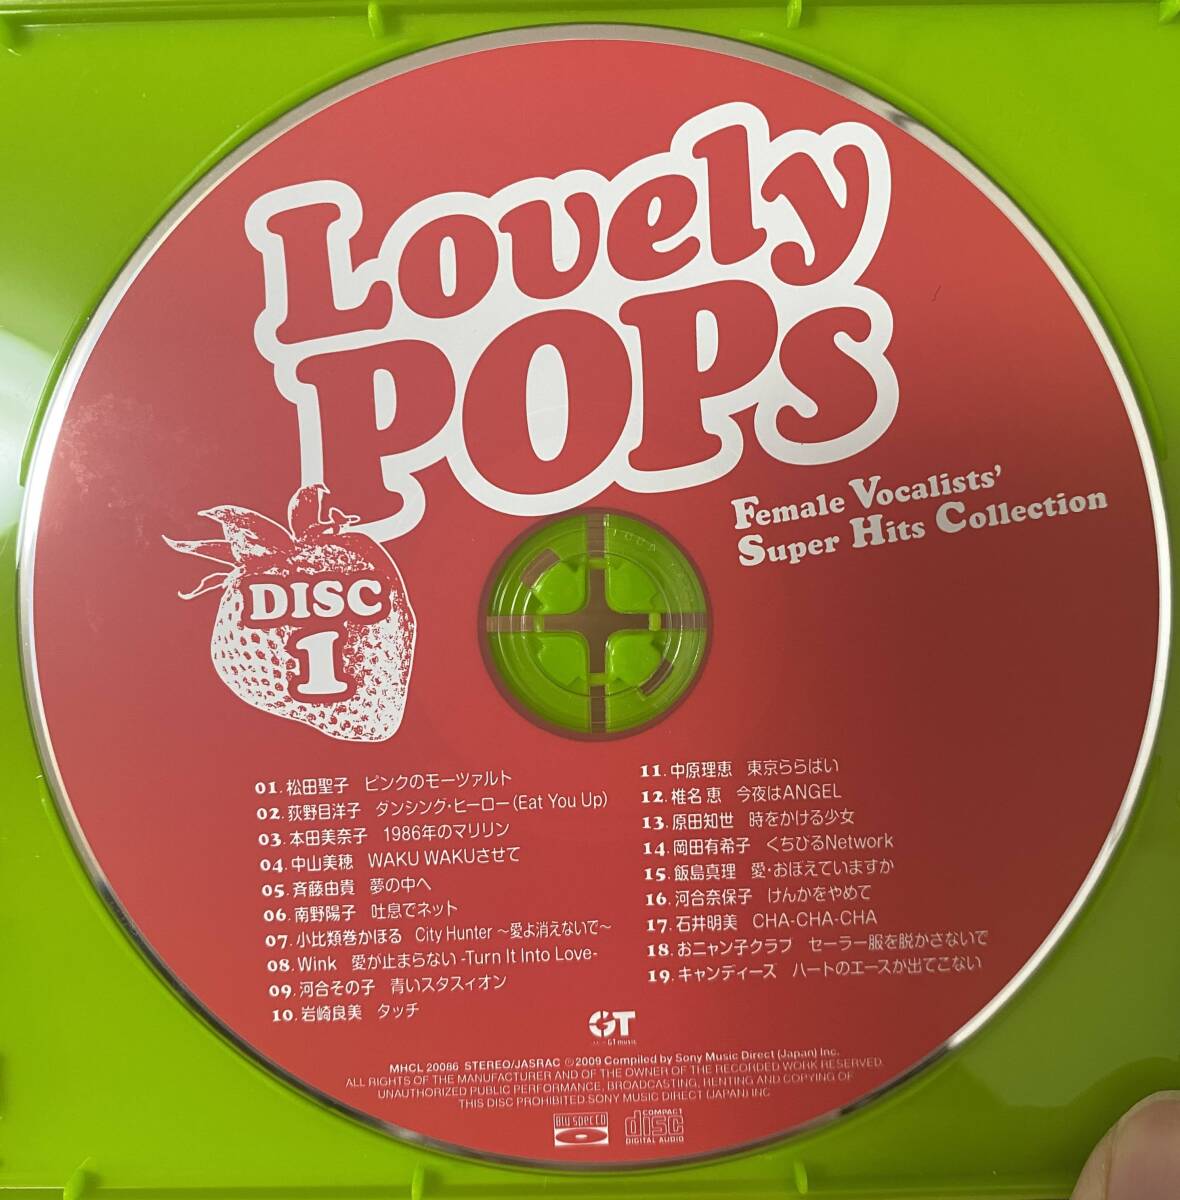 Lovely
POPS
Female Vocalists'
Super Hits Collection
DISC
1
01. 松田聖子 ピンクのモーツァルト
02. 荻野目洋子 ダンシング・ヒーロー(Eat You Up)
03. 本田美奈子 1986年のマリリン
04. 中山美穂 WAKU WAKUさせて
05. 斉藤由貴 夢の中へ
06. 南野陽子 吐息でネット
07. 小比類巻かほる City Hunter ～愛よ消えないで～
08. Wink 愛が止まらない -Turn It Into Love-
09. 河合その子 青いスタスィオン
10. 岩崎良美 タッチ
11. 中原理恵 東京ららばい
12. 椎名恵 今夜はANGEL
13. 原田知世 時をかける少女
14. 岡田有希子 くちびるNetwork
15. 飯島真理 愛・おぼえていますか
16. 河合奈保子 けんかをやめて
17. 石井明美 CHA-CHA-CHA
18. おニャン子クラブ セーラー服を脱がさないで
19. キャンディーズ ハートのエースが出てこない
GT
GT music
MHCL 20086 STEREO/JASRAC ℗2009 Compiled by Sony Music Direct (Japan) Inc.
ALL RIGHTS OF THE MANUFACTURER AND OF THE OWNER OF THE RECORDED WORK RESERVED.
UNAUTHORIZED PUBLIC PERFORMANCE, BROADCASTING, RENTING AND COPYING OF
THIS DISC PROHIBITED.SONY MUSIC DIRECT (JAPAN) INC
Blu-spec CD
COMPACT
disc
DIGITAL AUDIO